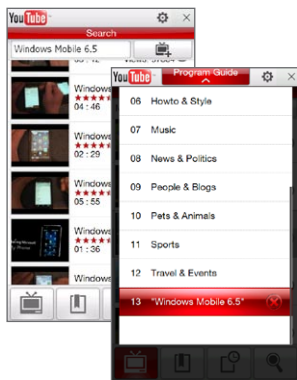 YouTube
Search
Windows Mobile 6.5
Windows
04 : 46
Windows
02 : 29
Windows
05 : 55
Windows
01 : 36
Windows
YouTube
Program Guide
06 Howto & Style
07 Music
08 News & Politics
09 People & Blogs
10 Pets & Animals
11 Sports
12 Travel & Events
13 "Windows Mobile 6.5"